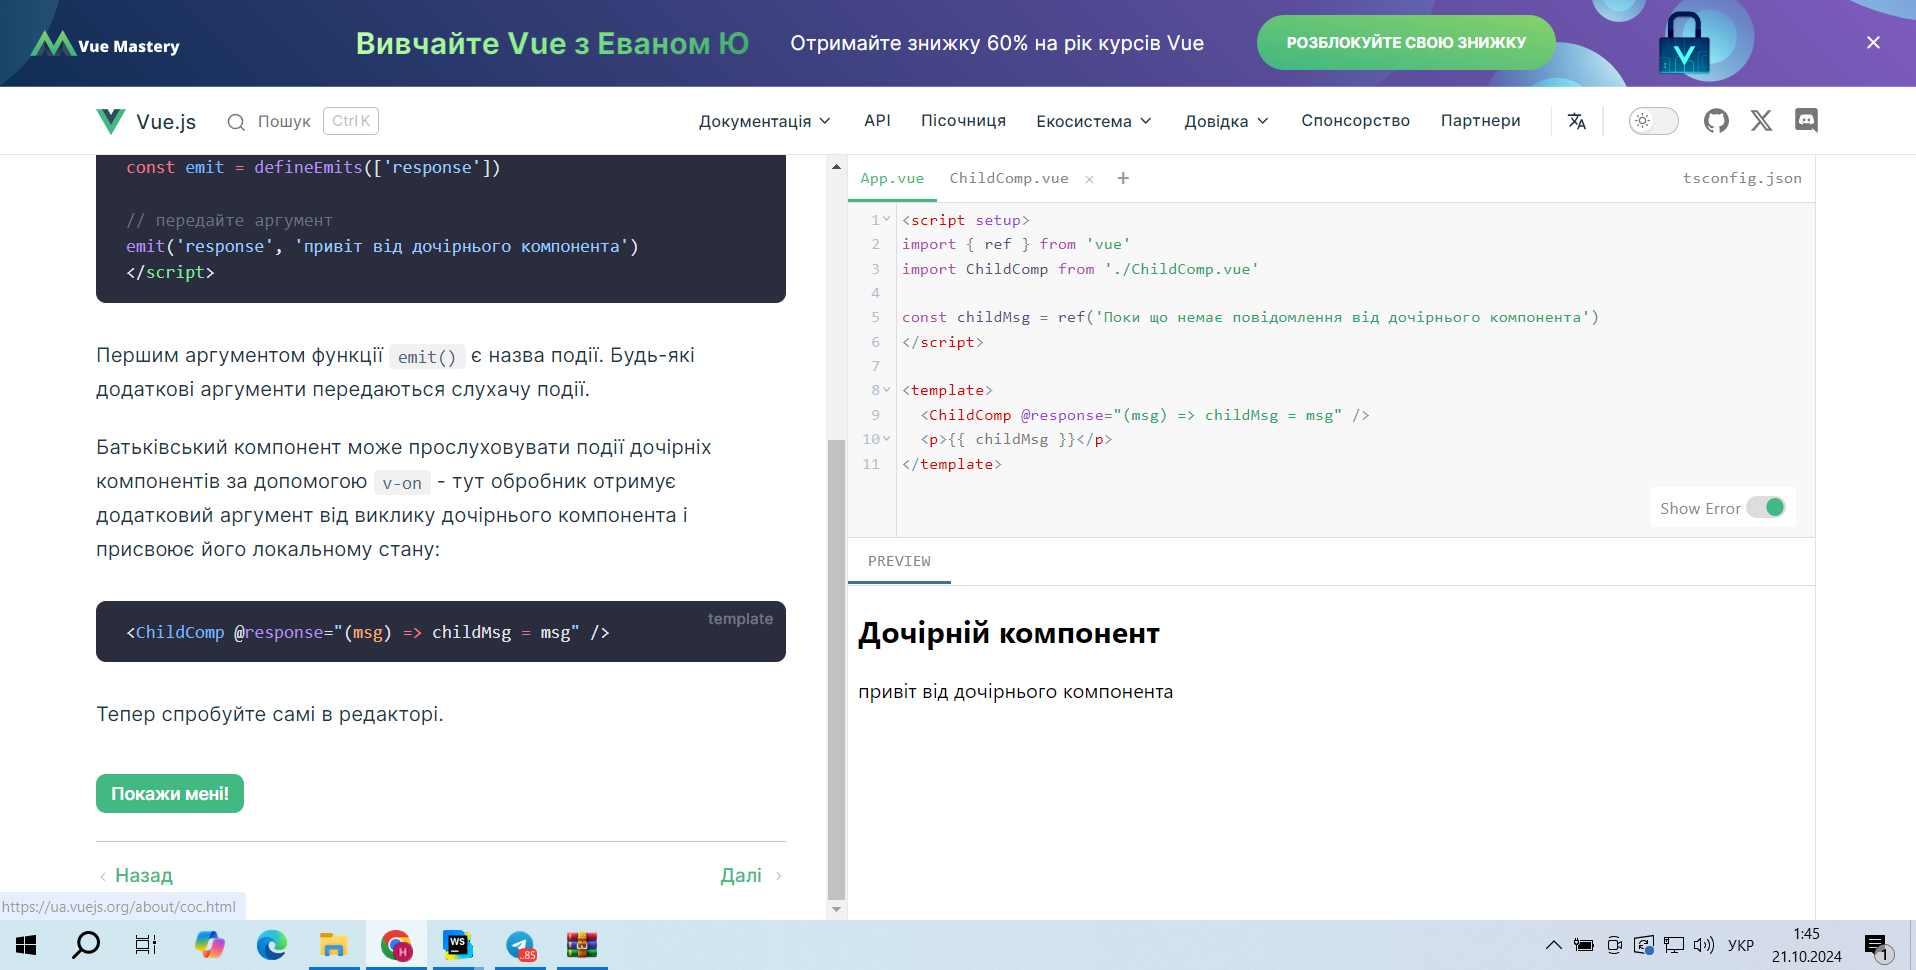 Vue Mastery
Вивчайте Vue з Еваном Ю
Отримайте знижку 60% на рік курсів Vue
РОЗБЛОКУЙТЕ СВОЮ ЗНИЖКУ
Vue.js
Пошук
Ctrl K
Документація
API
Пісочниця
Екосистема
Довідка
Спонсорство
Партнери
const emit = defineEmits(['response'])
// передайте аргумент
emit('response', 'привіт від дочірнього компонента')
</script>
Першим аргументом функції emit() є назва події. Будь-які
додаткові аргументи передаються слухачу події.
Батьківський компонент може прослуховувати події дочірніх
компонентів за допомогою v-on - тут обробник отримує
додатковий аргумент від виклику дочірнього компонента і
присвоює його локальному стану:
template
<ChildComp @response="(msg) => childMsg = msg" />
Тепер спробуйте самі в редакторі.
Покажи мені!
Назад
Далі
https://ua.vuejs.org/about/coc.html
App.vue
ChildComp.vue
+
tsconfig.json
1 <script setup>
2 import { ref } from 'vue'
3 import ChildComp from './ChildComp.vue'
4
5 const childMsg = ref('Поки що немає повідомлення від дочірнього компонента')
6 </script>
7
8 <template>
9 <ChildComp @response="(msg) => childMsg = msg" />
10 <p>{{ childMsg }}</p>
11 </template>
Show Error
PREVIEW
Дочірній компонент
привіт від дочірнього компонента
H
WS
..85
УКР
1:45
21.10.2024
1